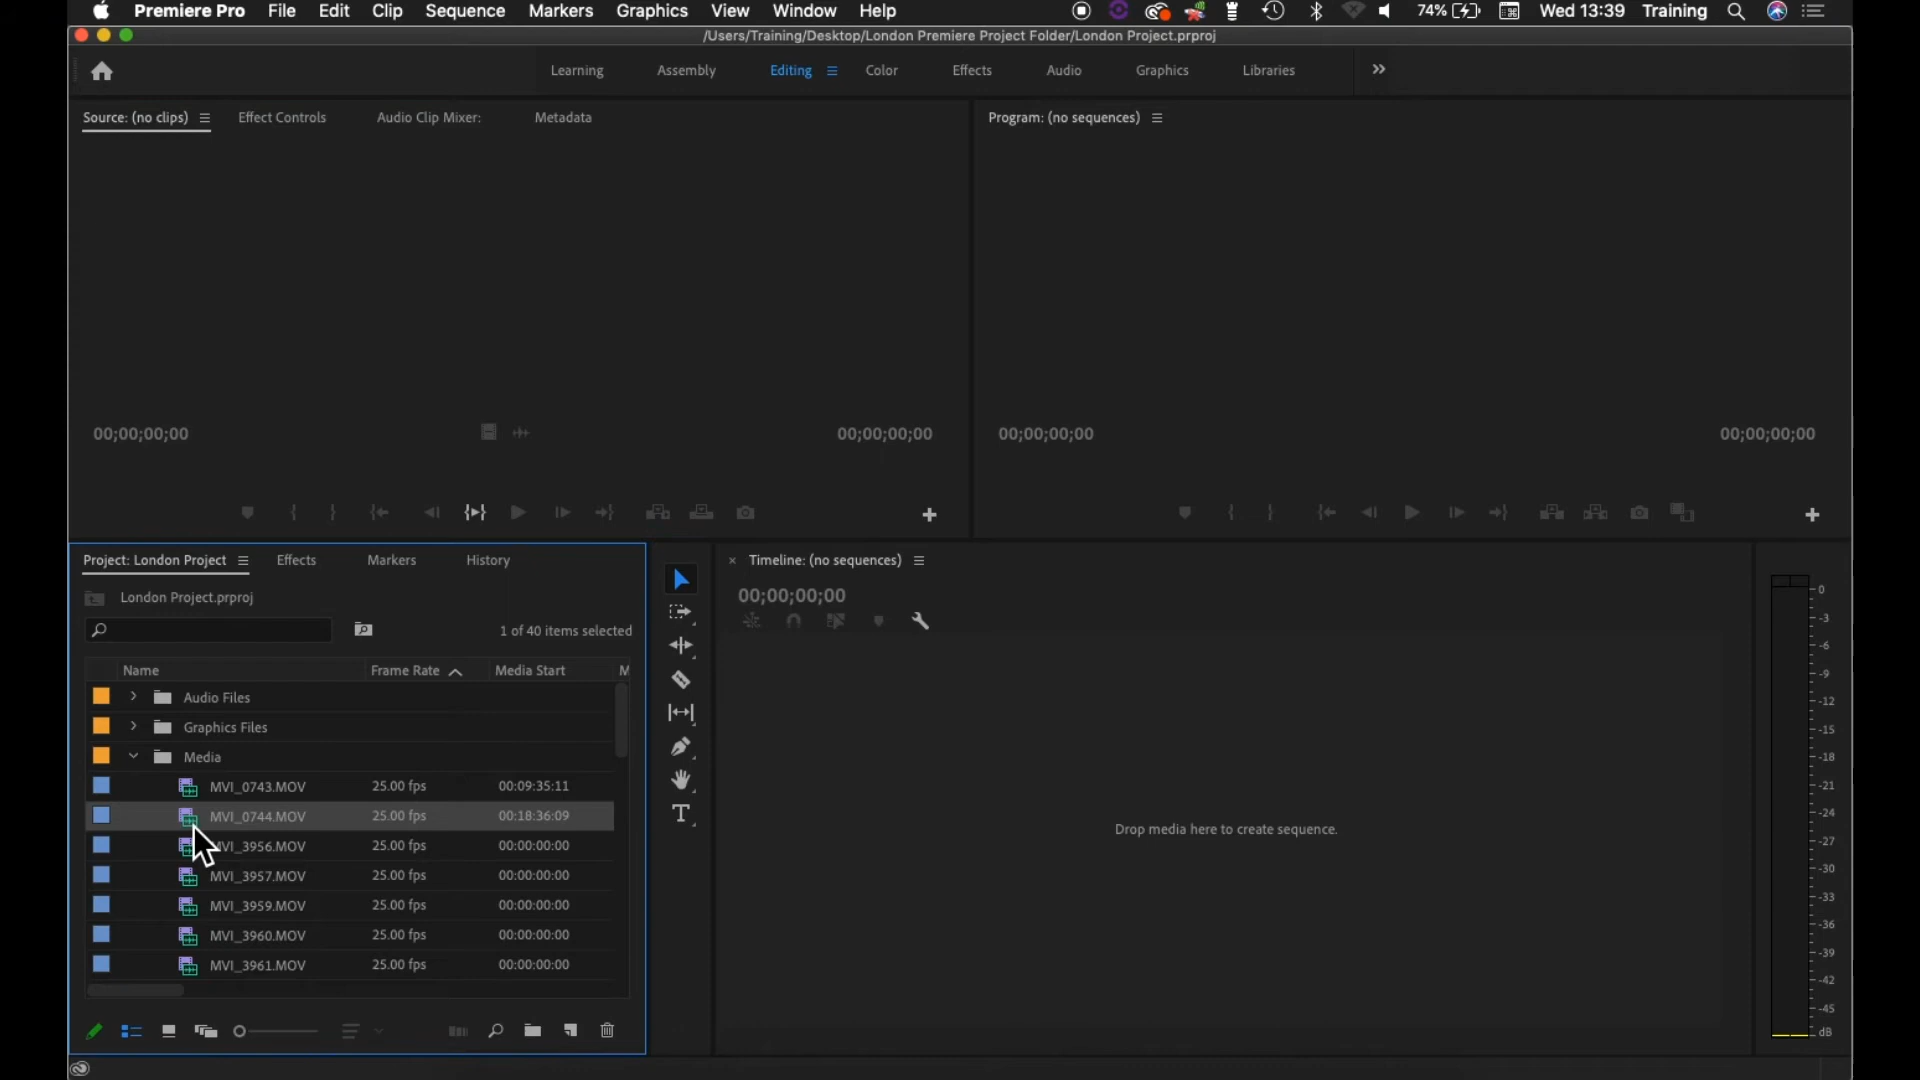 Premiere Pro File Edit Clip Sequence Markers Graphics View Window Help 74% Wed 13:39 Training
/Users/Training/Desktop/London Premiere Project Folder/London Project.prproj
Learning Assembly Editing Color Effects Audio Graphics Libraries
Source: (no clips) Effect Controls Audio Clip Mixer: Metadata
Program: (no sequences)
00;00;00;00 00;00;00;00
00;00;00;00 00;00;00;00
Project: London Project Effects Markers History
London Project.prproj
1 of 40 items selected
Name Frame Rate Media Start M
Audio Files
Graphics Files
Media
MVI_0743.MOV 25.00 fps 00:09:35:11
MVI_0744.MOV 25.00 fps 00:18:36:09
MVI_3956.MOV 25.00 fps 00:00:00:00
MVI_3957.MOV 25.00 fps 00:00:00:00
MVI_3959.MOV 25.00 fps 00:00:00:00
MVI_3960.MOV 25.00 fps 00:00:00:00
MVI_3961.MOV 25.00 fps 00:00:00:00
Timeline: (no sequences)
00;00;00;00
Drop media here to create sequence.
0
-3
-6
-9
-12
-15
-18
-21
-24
-27
-30
-33
-36
-39
-42
-45
dB